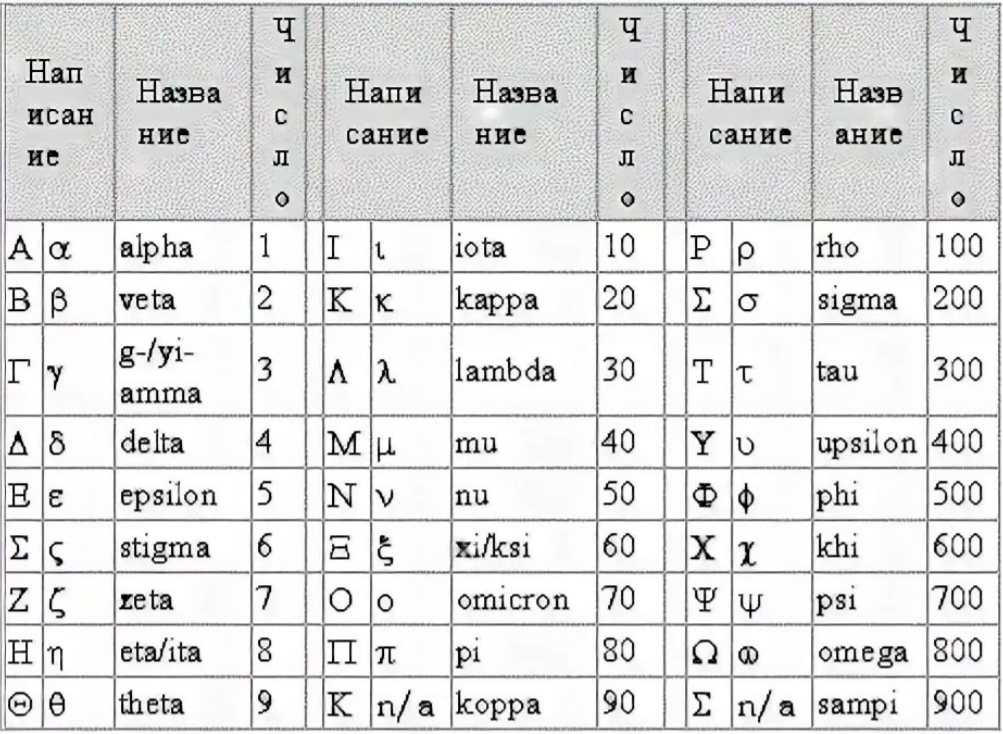 Написание Название Число Написание Название Число Написание Название Число
Α α alpha 1 Ι ι iota 10 Ρ ρ rho 100
Β β veta 2 Κ κ kappa 20 Σ σ sigma 200
Γ γ g-/yi-amma 3 Λ λ lambda 30 Τ τ tau 300
Δ δ delta 4 Μ μ mu 40 Υ υ upsilon 400
Ε ε epsilon 5 Ν ν nu 50 Φ φ phi 500
Σ ς stigma 6 Ξ ξ xi/ksi 60 Χ χ khi 600
Ζ ζ zeta 7 Ο ο omicron 70 Ψ ψ psi 700
Η η eta/ita 8 Π π pi 80 Ω ω omega 800
Θ θ theta 9 Κ n/a koppa 90 Σ n/a sampi 900